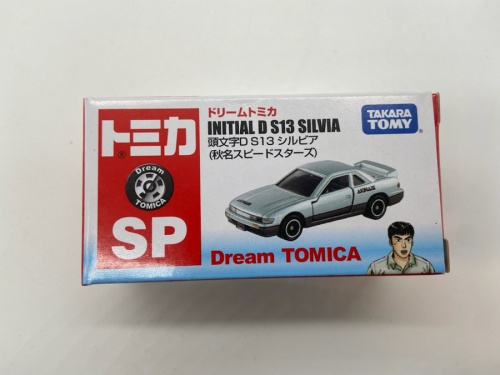 トミカ
®
Dream
TOMICA
SP
ドリームトミカ
INITIAL D S13 SILVIA
頭文字D S13 シルビア
(秋名スピードスターズ)
TAKARA
TOMY
Dream TOMICA